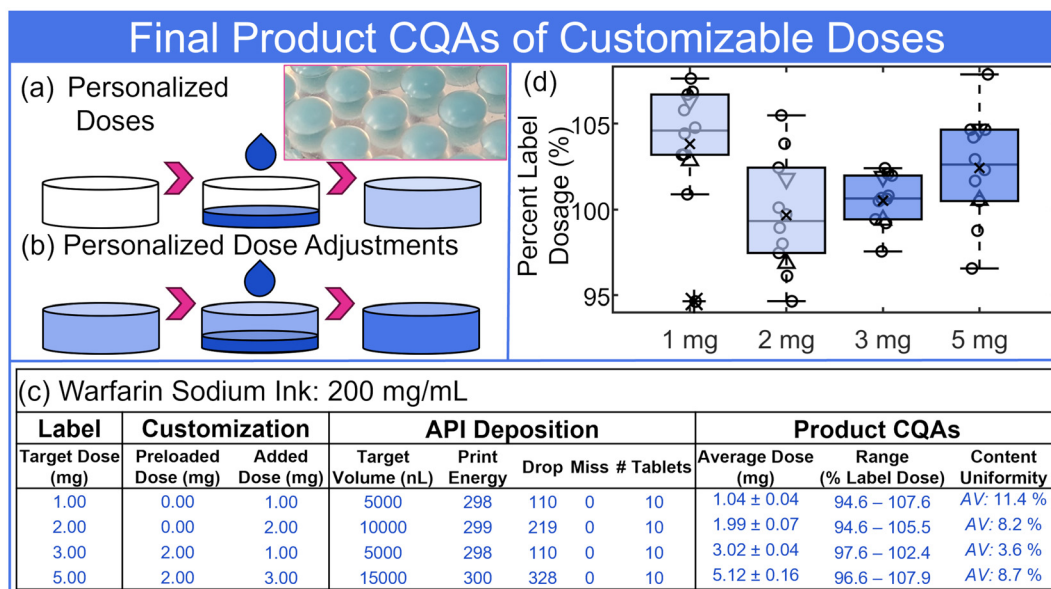 Final Product CQAs of Customizable Doses
(a) Personalized
Doses
(b) Personalized Dose Adjustments
(d)
Percent Label
Dosage (%)
105
100
95
1 mg 2 mg 3 mg 5 mg
(c) Warfarin Sodium Ink: 200 mg/mL
Label Customization API Deposition Product CQAs
Target Dose (mg) Preloaded Dose (mg) Added Dose (mg) Target Volume (nL) Print Energy Drop Miss # Tablets Average Dose (mg) Range (% Label Dose) Content Uniformity
1.00 0.00 1.00 5000 298 110 0 10 1.04 ± 0.04 94.6 – 107.6 AV: 11.4 %
2.00 0.00 2.00 10000 299 219 0 10 1.99 ± 0.07 94.6 – 105.5 AV: 8.2 %
3.00 2.00 1.00 5000 298 110 0 10 3.02 ± 0.04 97.6 – 102.4 AV: 3.6 %
5.00 2.00 3.00 15000 300 328 0 10 5.12 ± 0.16 96.6 – 107.9 AV: 8.7 %